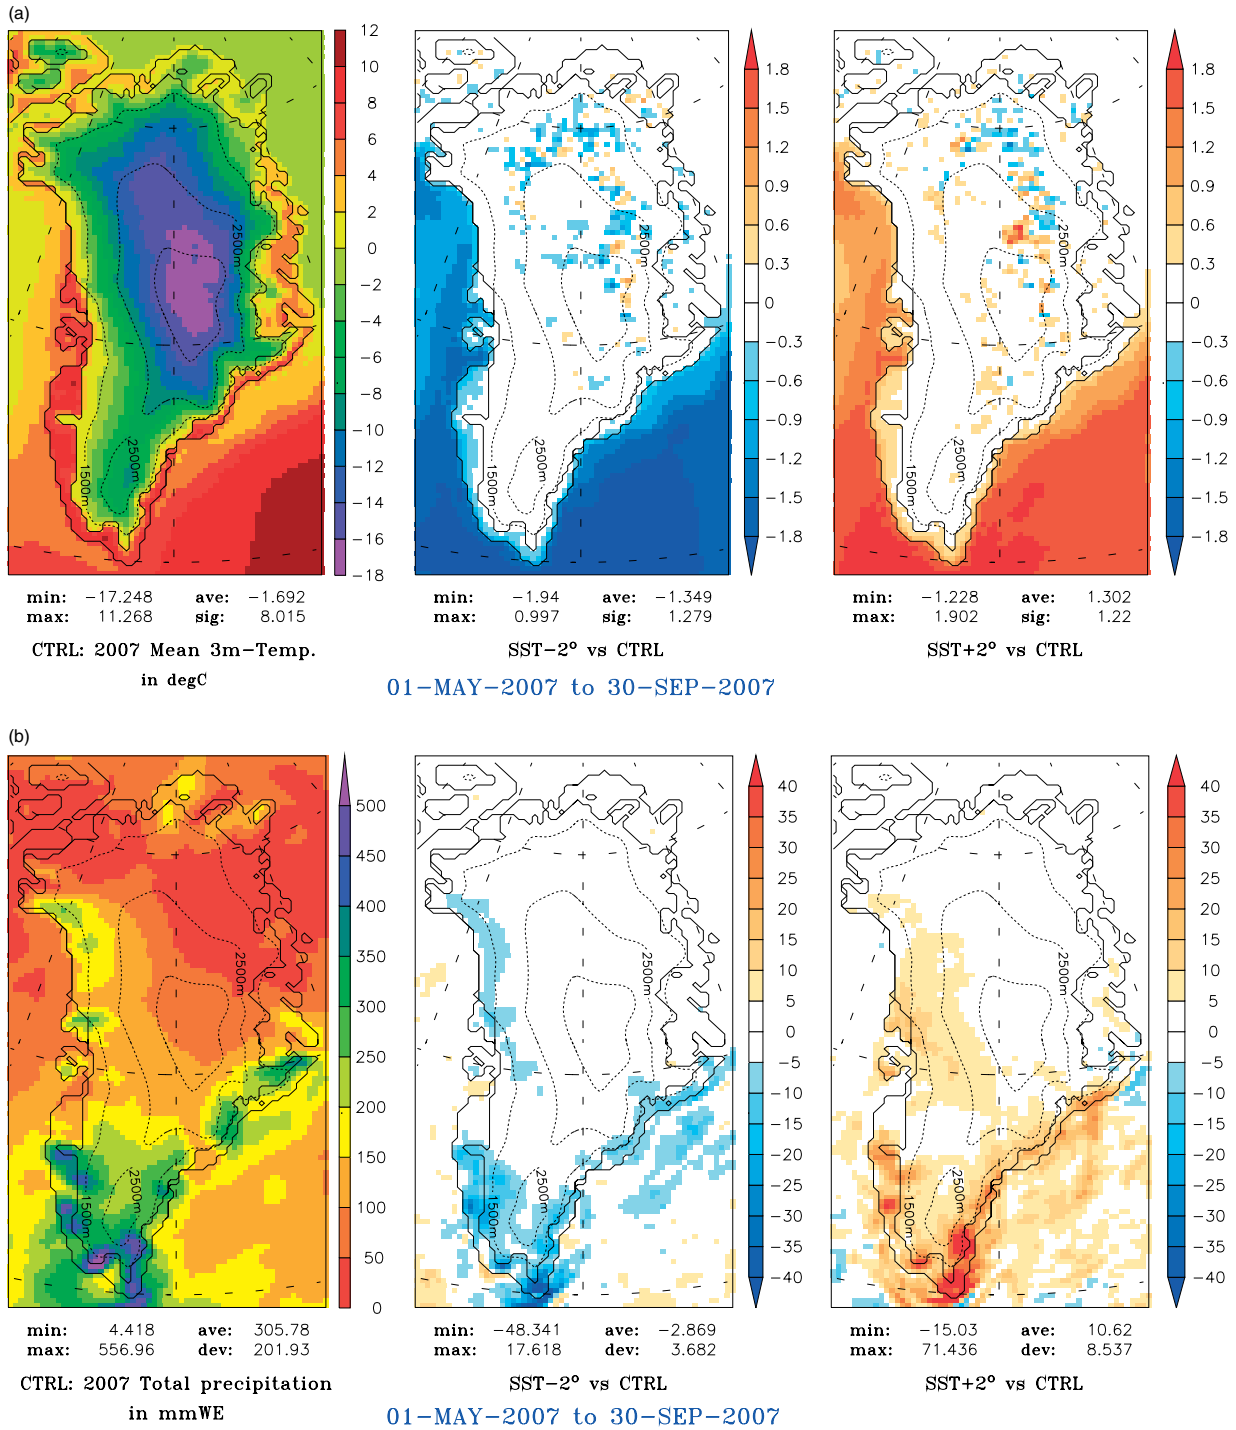 (a)
12
10
8
6
4
2
0
−2
−4
−6
−8
−10
−12
−14
−16
−18
1.8
1.5
1.2
0.9
0.6
0.3
0
−0.3
−0.6
−0.9
−1.2
−1.5
−1.8
1.8
1.5
1.2
0.9
0.6
0.3
0
−0.3
−0.6
−0.9
−1.2
−1.5
−1.8
2500m
2500m
1500m
2500m
2500m
1500m
2500m
2500m
1500m
min: −17.248 ave: −1.692
max: 11.268 sig: 8.015
min: −1.94 ave: −1.349
max: 0.997 sig: 1.279
min: −1.228 ave: 1.302
max: 1.902 sig: 1.22
CTRL: 2007 Mean 3m−Temp.
in degC
SST−2° vs CTRL
SST+2° vs CTRL
01−MAY−2007 to 30−SEP−2007
(b)
500
450
400
350
300
250
200
150
100
50
0
40
35
30
25
20
15
10
5
0
−5
−10
−15
−20
−25
−30
−35
−40
40
35
30
25
20
15
10
5
0
−5
−10
−15
−20
−25
−30
−35
−40
2500m
2500m
1500m
2500m
2500m
1500m
2500m
2500m
1500m
min: 4.418 ave: 305.78
max: 556.96 dev: 201.93
min: −48.341 ave: −2.869
max: 17.618 dev: 3.682
min: −15.03 ave: 10.62
max: 71.436 dev: 8.537
CTRL: 2007 Total precipitation
in mmWE
SST−2° vs CTRL
SST+2° vs CTRL
01−MAY−2007 to 30−SEP−2007